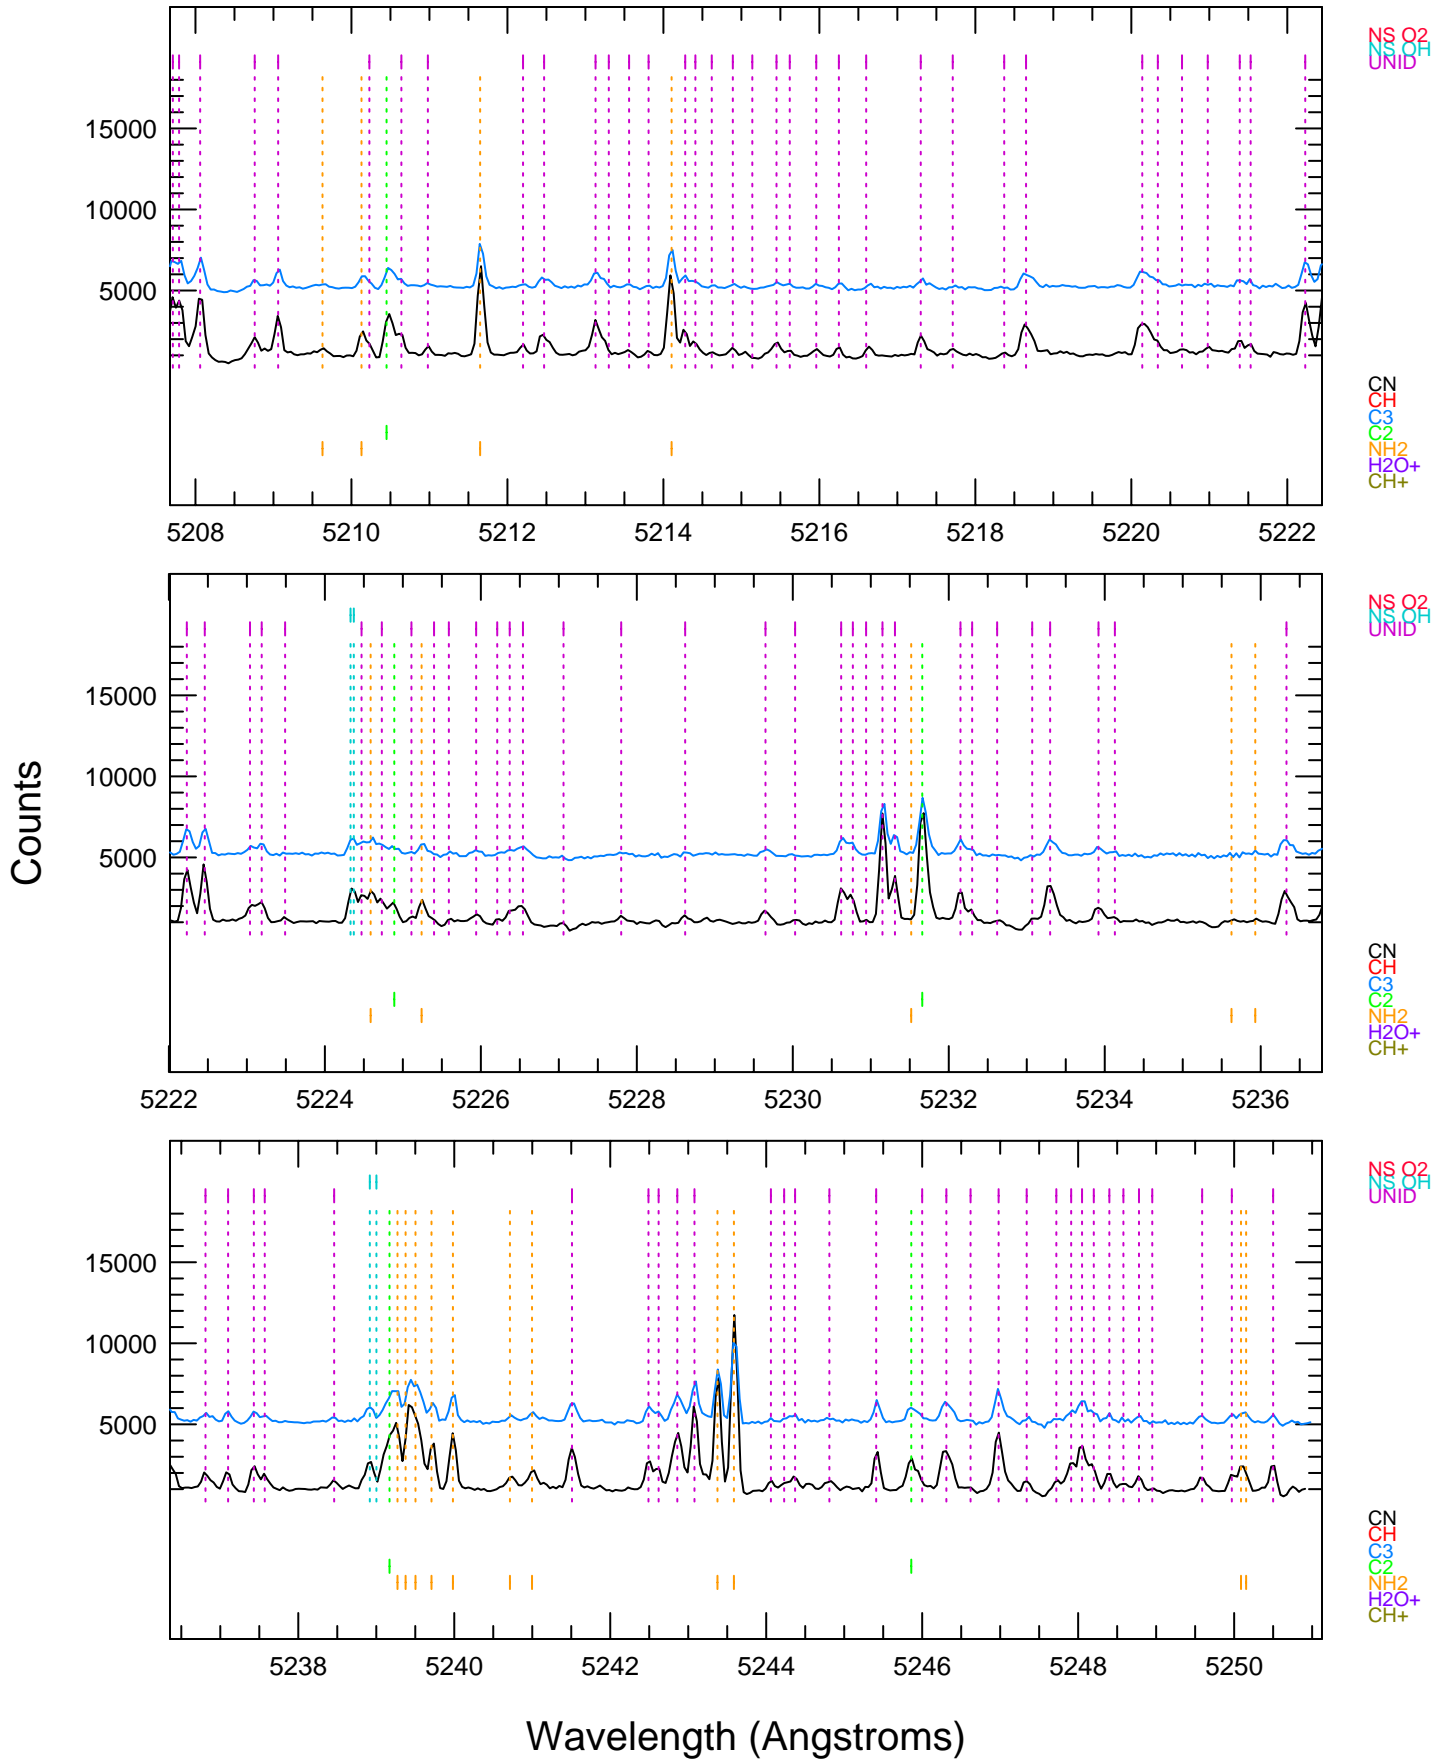 NS O2
NS OH
UNID
15000
10000
5000
CN
CH
C3
C2
NH2
H2O+
CH+
5208 5210 5212 5214 5216 5218 5220 5222
NS O2
NS OH
UNID
15000
10000
5000
Counts
CN
CH
C3
C2
NH2
H2O+
CH+
5222 5224 5226 5228 5230 5232 5234 5236
NS O2
NS OH
UNID
15000
10000
5000
CN
CH
C3
C2
NH2
H2O+
CH+
5238 5240 5242 5244 5246 5248 5250
Wavelength (Angstroms)